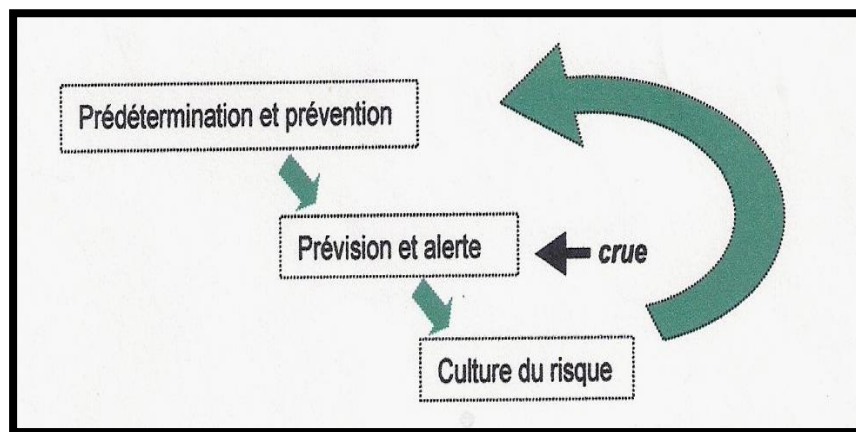 Prédétermination et prévention
Prévision et alerte
crue
Culture du risque